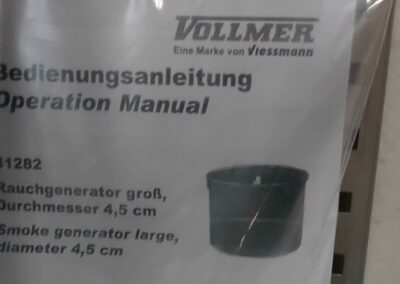 VOLLMER
Eine Marke von Viessmann
Bedienungsanleitung
Operation Manual
41282
Rauchgenerator groß,
Durchmesser 4,5 cm
Smoke generator large,
diameter 4,5 cm